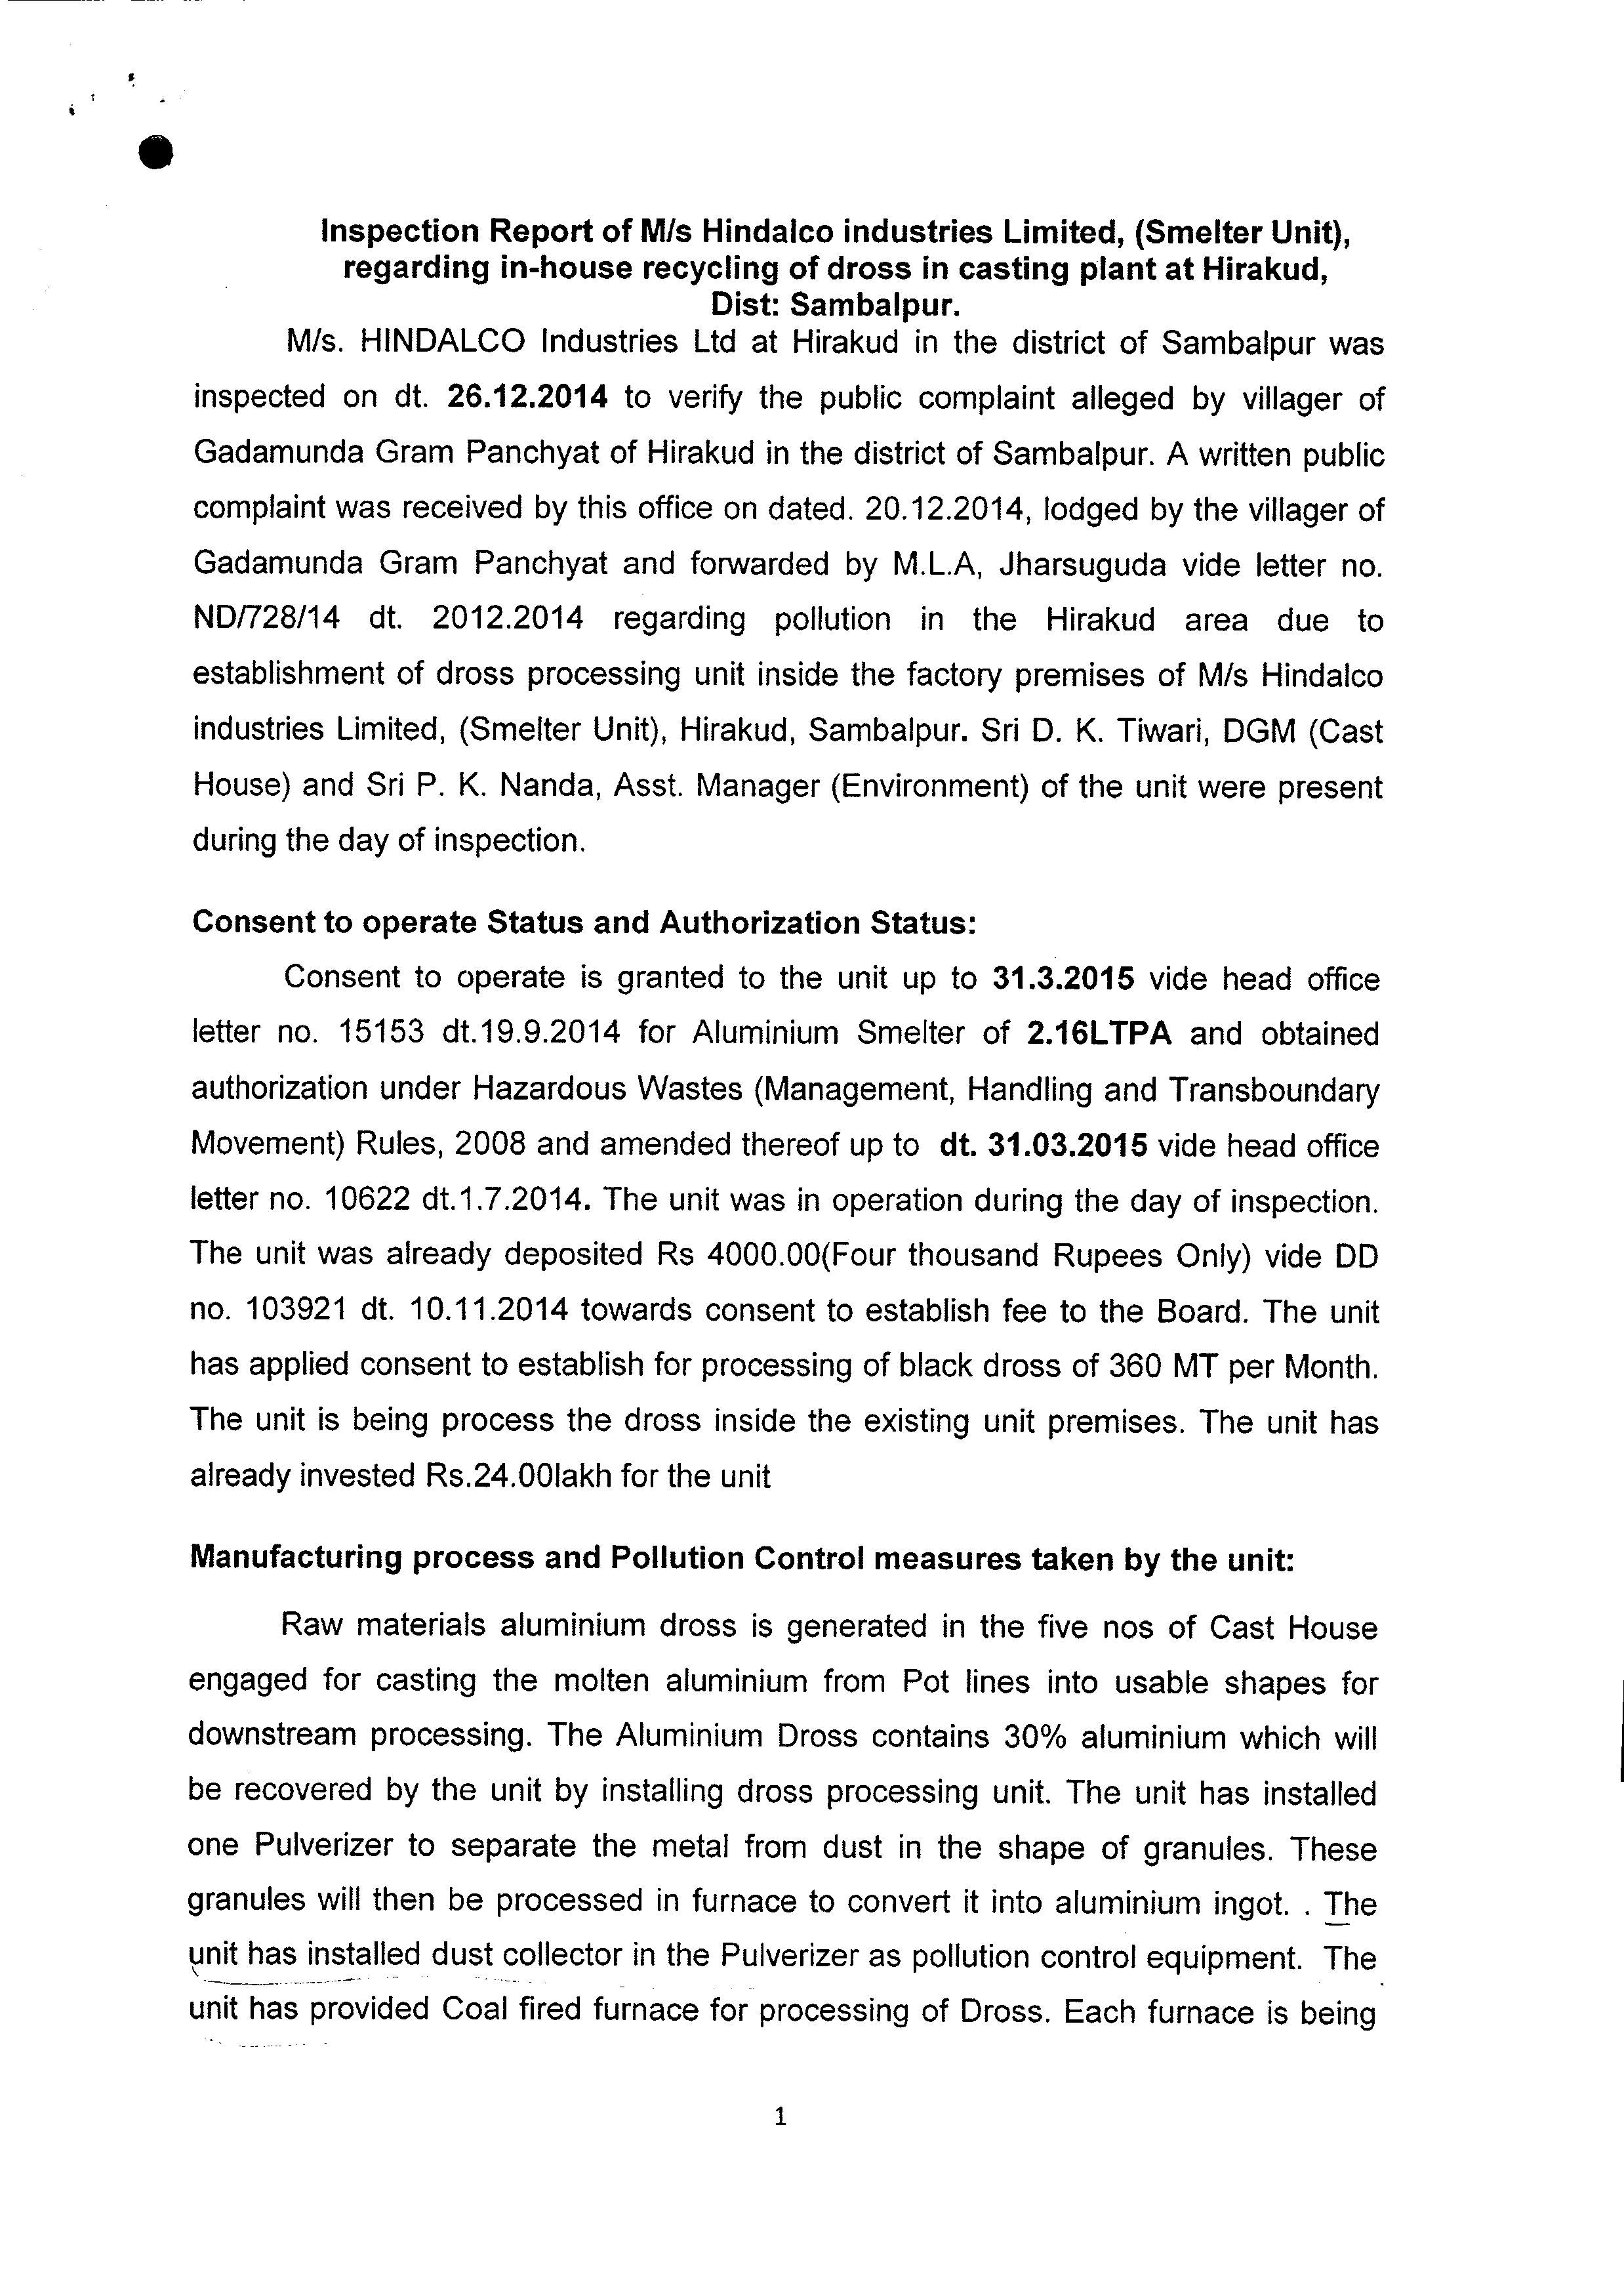 Inspection Report of M/s Hindalco industries Limited, (Smelter Unit),
regarding in-house recycling of dross in casting plant at Hirakud,
Dist: Sambalpur.
M/s. HINDALCO Industries Ltd at Hirakud in the district of Sambalpur was
inspected on dt. 26.12.2014 to verify the public complaint alleged by villager of
Gadamunda Gram Panchyat of Hirakud in the district of Sambalpur. A written public
complaint was received by this office on dated. 20.12.2014, lodged by the villager of
Gadamunda Gram Panchyat and forwarded by M.L.A, Jharsuguda vide letter no.
ND/728/14 dt. 2012.2014 regarding pollution in the Hirakud area due to
establishment of dross processing unit inside the factory premises of M/s Hindalco
industries Limited, (Smelter Unit), Hirakud, Sambalpur. Sri D. K. Tiwari, DGM (Cast
House) and Sri P. K. Nanda, Asst. Manager (Environment) of the unit were present
during the day of inspection.
Consent to operate Status and Authorization Status:
Consent to operate is granted to the unit up to 31.3.2015 vide head office
letter no. 15153 dt.19.9.2014 for Aluminium Smelter of 2.16LTPA and obtained
authorization under Hazardous Wastes (Management, Handling and Transboundary
Movement) Rules, 2008 and amended thereof up to dt. 31.03.2015 vide head office
letter no. 10622 dt.1.7.2014. The unit was in operation during the day of inspection.
The unit was already deposited Rs 4000.00(Four thousand Rupees Only) vide DD
no. 103921 dt. 10.11.2014 towards consent to establish fee to the Board. The unit
has applied consent to establish for processing of black dross of 360 MT per Month.
The unit is being process the dross inside the existing unit premises. The unit has
already invested Rs.24.00lakh for the unit
Manufacturing process and Pollution Control measures taken by the unit:
Raw materials aluminium dross is generated in the five nos of Cast House
engaged for casting the molten aluminium from Pot lines into usable shapes for
downstream processing. The Aluminium Dross contains 30% aluminium which will
be recovered by the unit by installing dross processing unit. The unit has installed
one Pulverizer to separate the metal from dust in the shape of granules. These
granules will then be processed in furnace to convert it into aluminium ingot. . The
unit has installed dust collector in the Pulverizer as pollution control equipment. The
unit has provided Coal fired furnace for processing of Dross. Each furnace is being
1